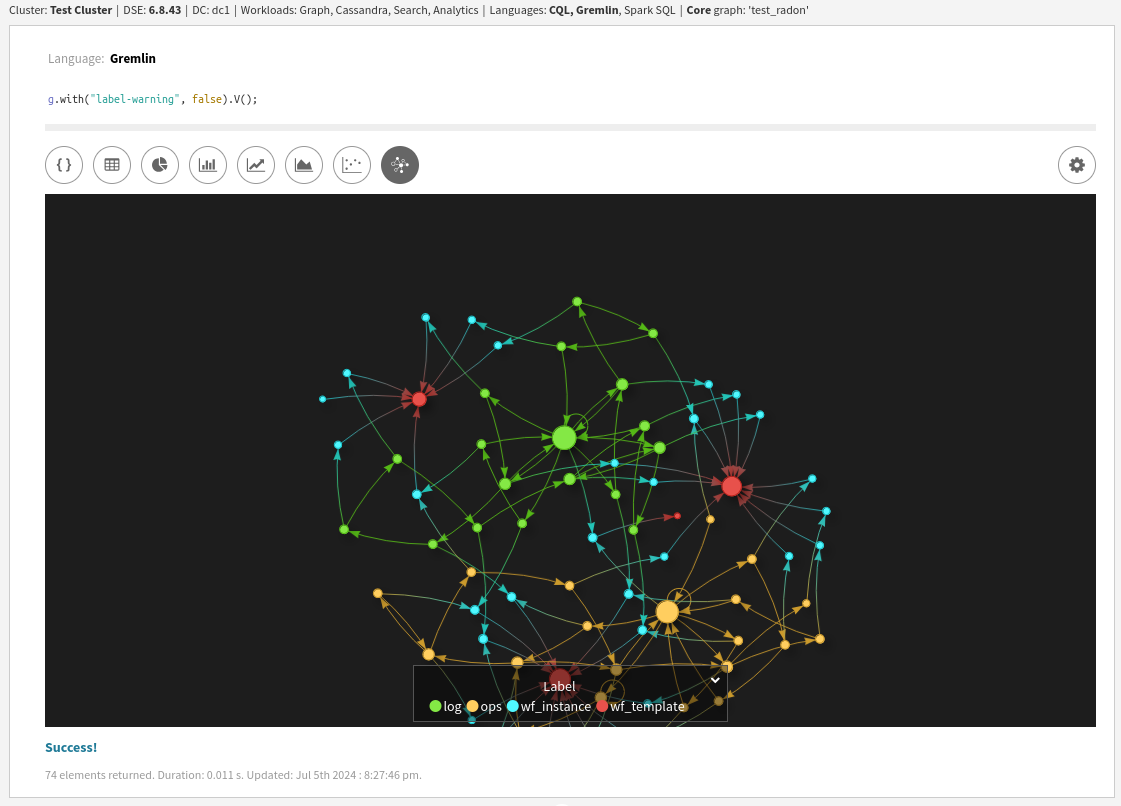 Cluster: Test Cluster | DSE: 6.8.43 | DC: dc1 | Workloads: Graph, Cassandra, Search, Analytics | Languages: CQL, Gremlin, Spark SQL | Core graph: 'test_radon'
Language: Gremlin
g.with("label-warning", false).V();
{ }
Label
log ops wf_instance wf_template
Success!
74 elements returned. Duration: 0.011 s. Updated: Jul 5th 2024 : 8:27:46 pm.